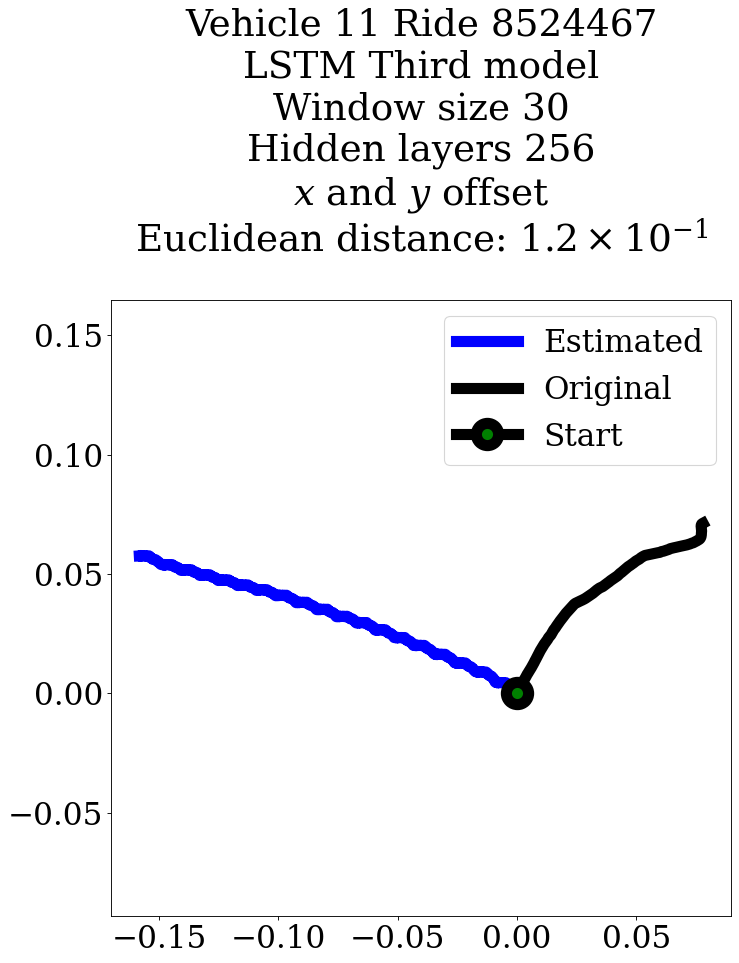 Vehicle 11 Ride 8524467
LSTM Third model
Window size 30
Hidden layers 256
x and y offset
Euclidean distance: 1.2 × 10⁻¹
Estimated
Original
Start
0.15
0.10
0.05
0.00
−0.05
−0.15 −0.10 −0.05 0.00 0.05